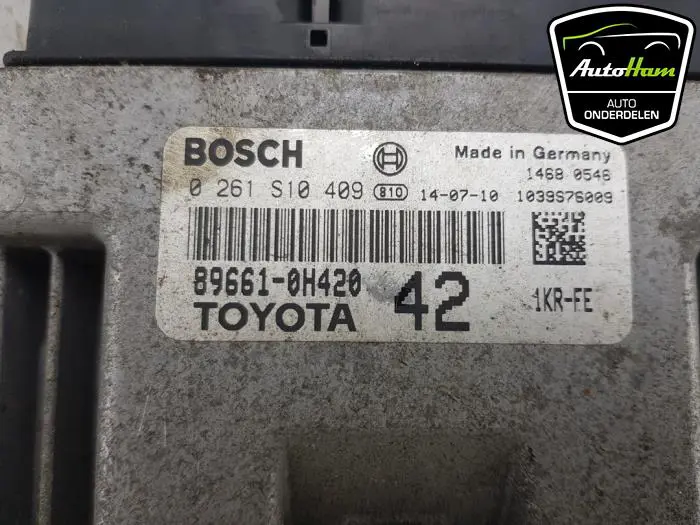 AutoHam
AUTO
ONDERDELEN
BOSCH
Made in Germany
1468 0546
0 261 S10 409 810 14-07-10 1039S76009
89661-0H420
TOYOTA 42 1KR-FE